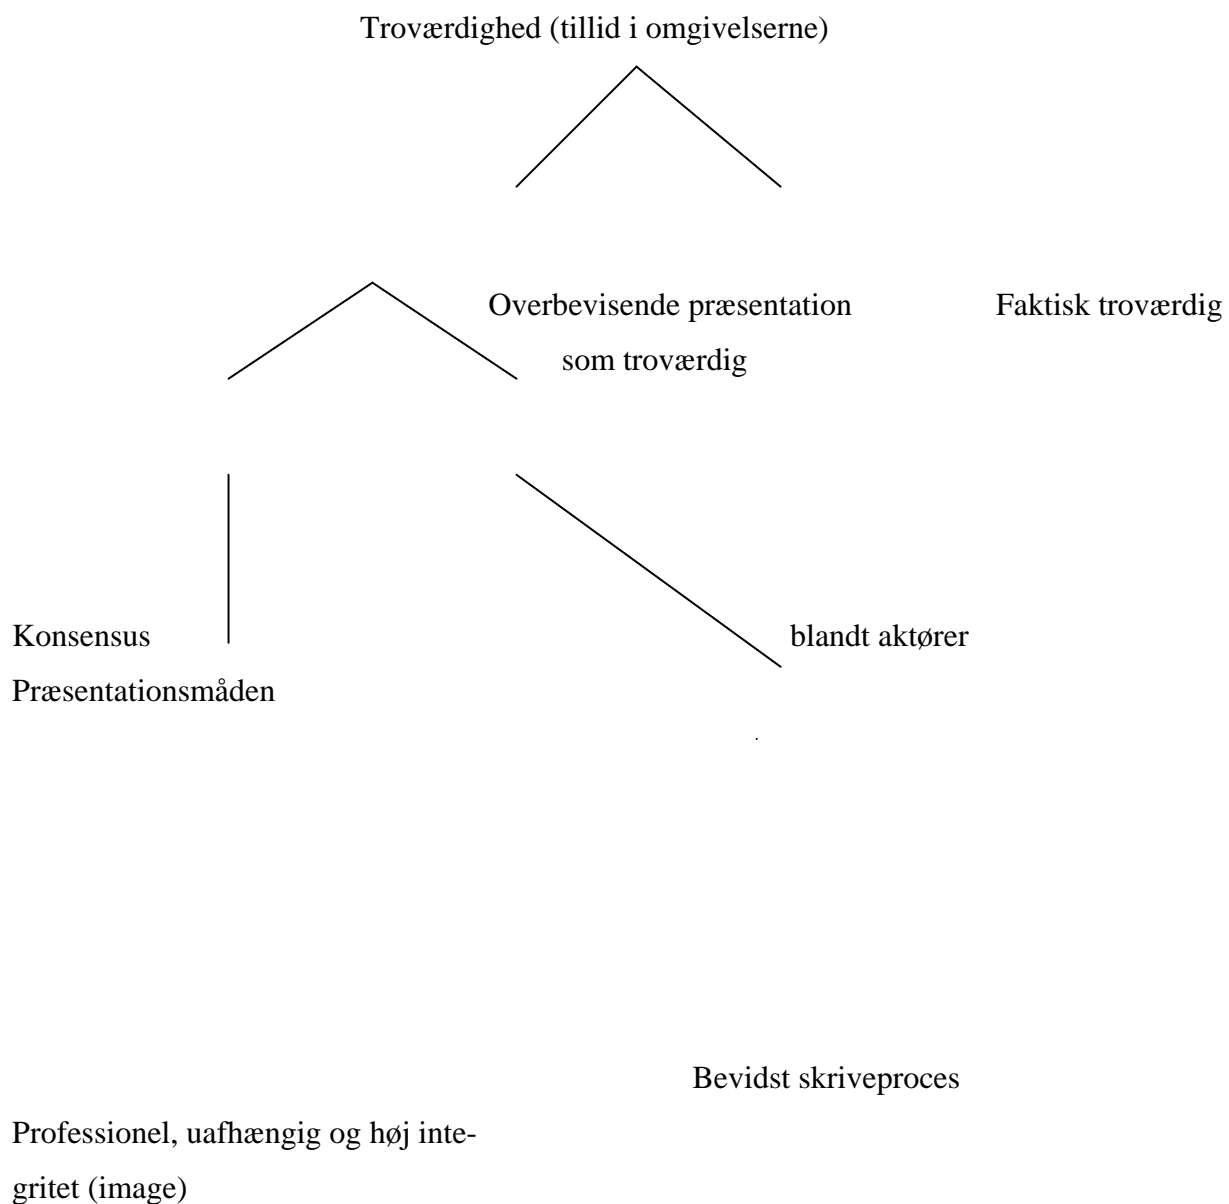 Troværdighed (tillid i omgivelserne)
Overbevisende præsentation Faktisk troværdig
som troværdig
Konsensus blandt aktører
Præsentationsmåden
Bevidst skriveproces
Professionel, uafhængig og høj inte-
gritet (image)